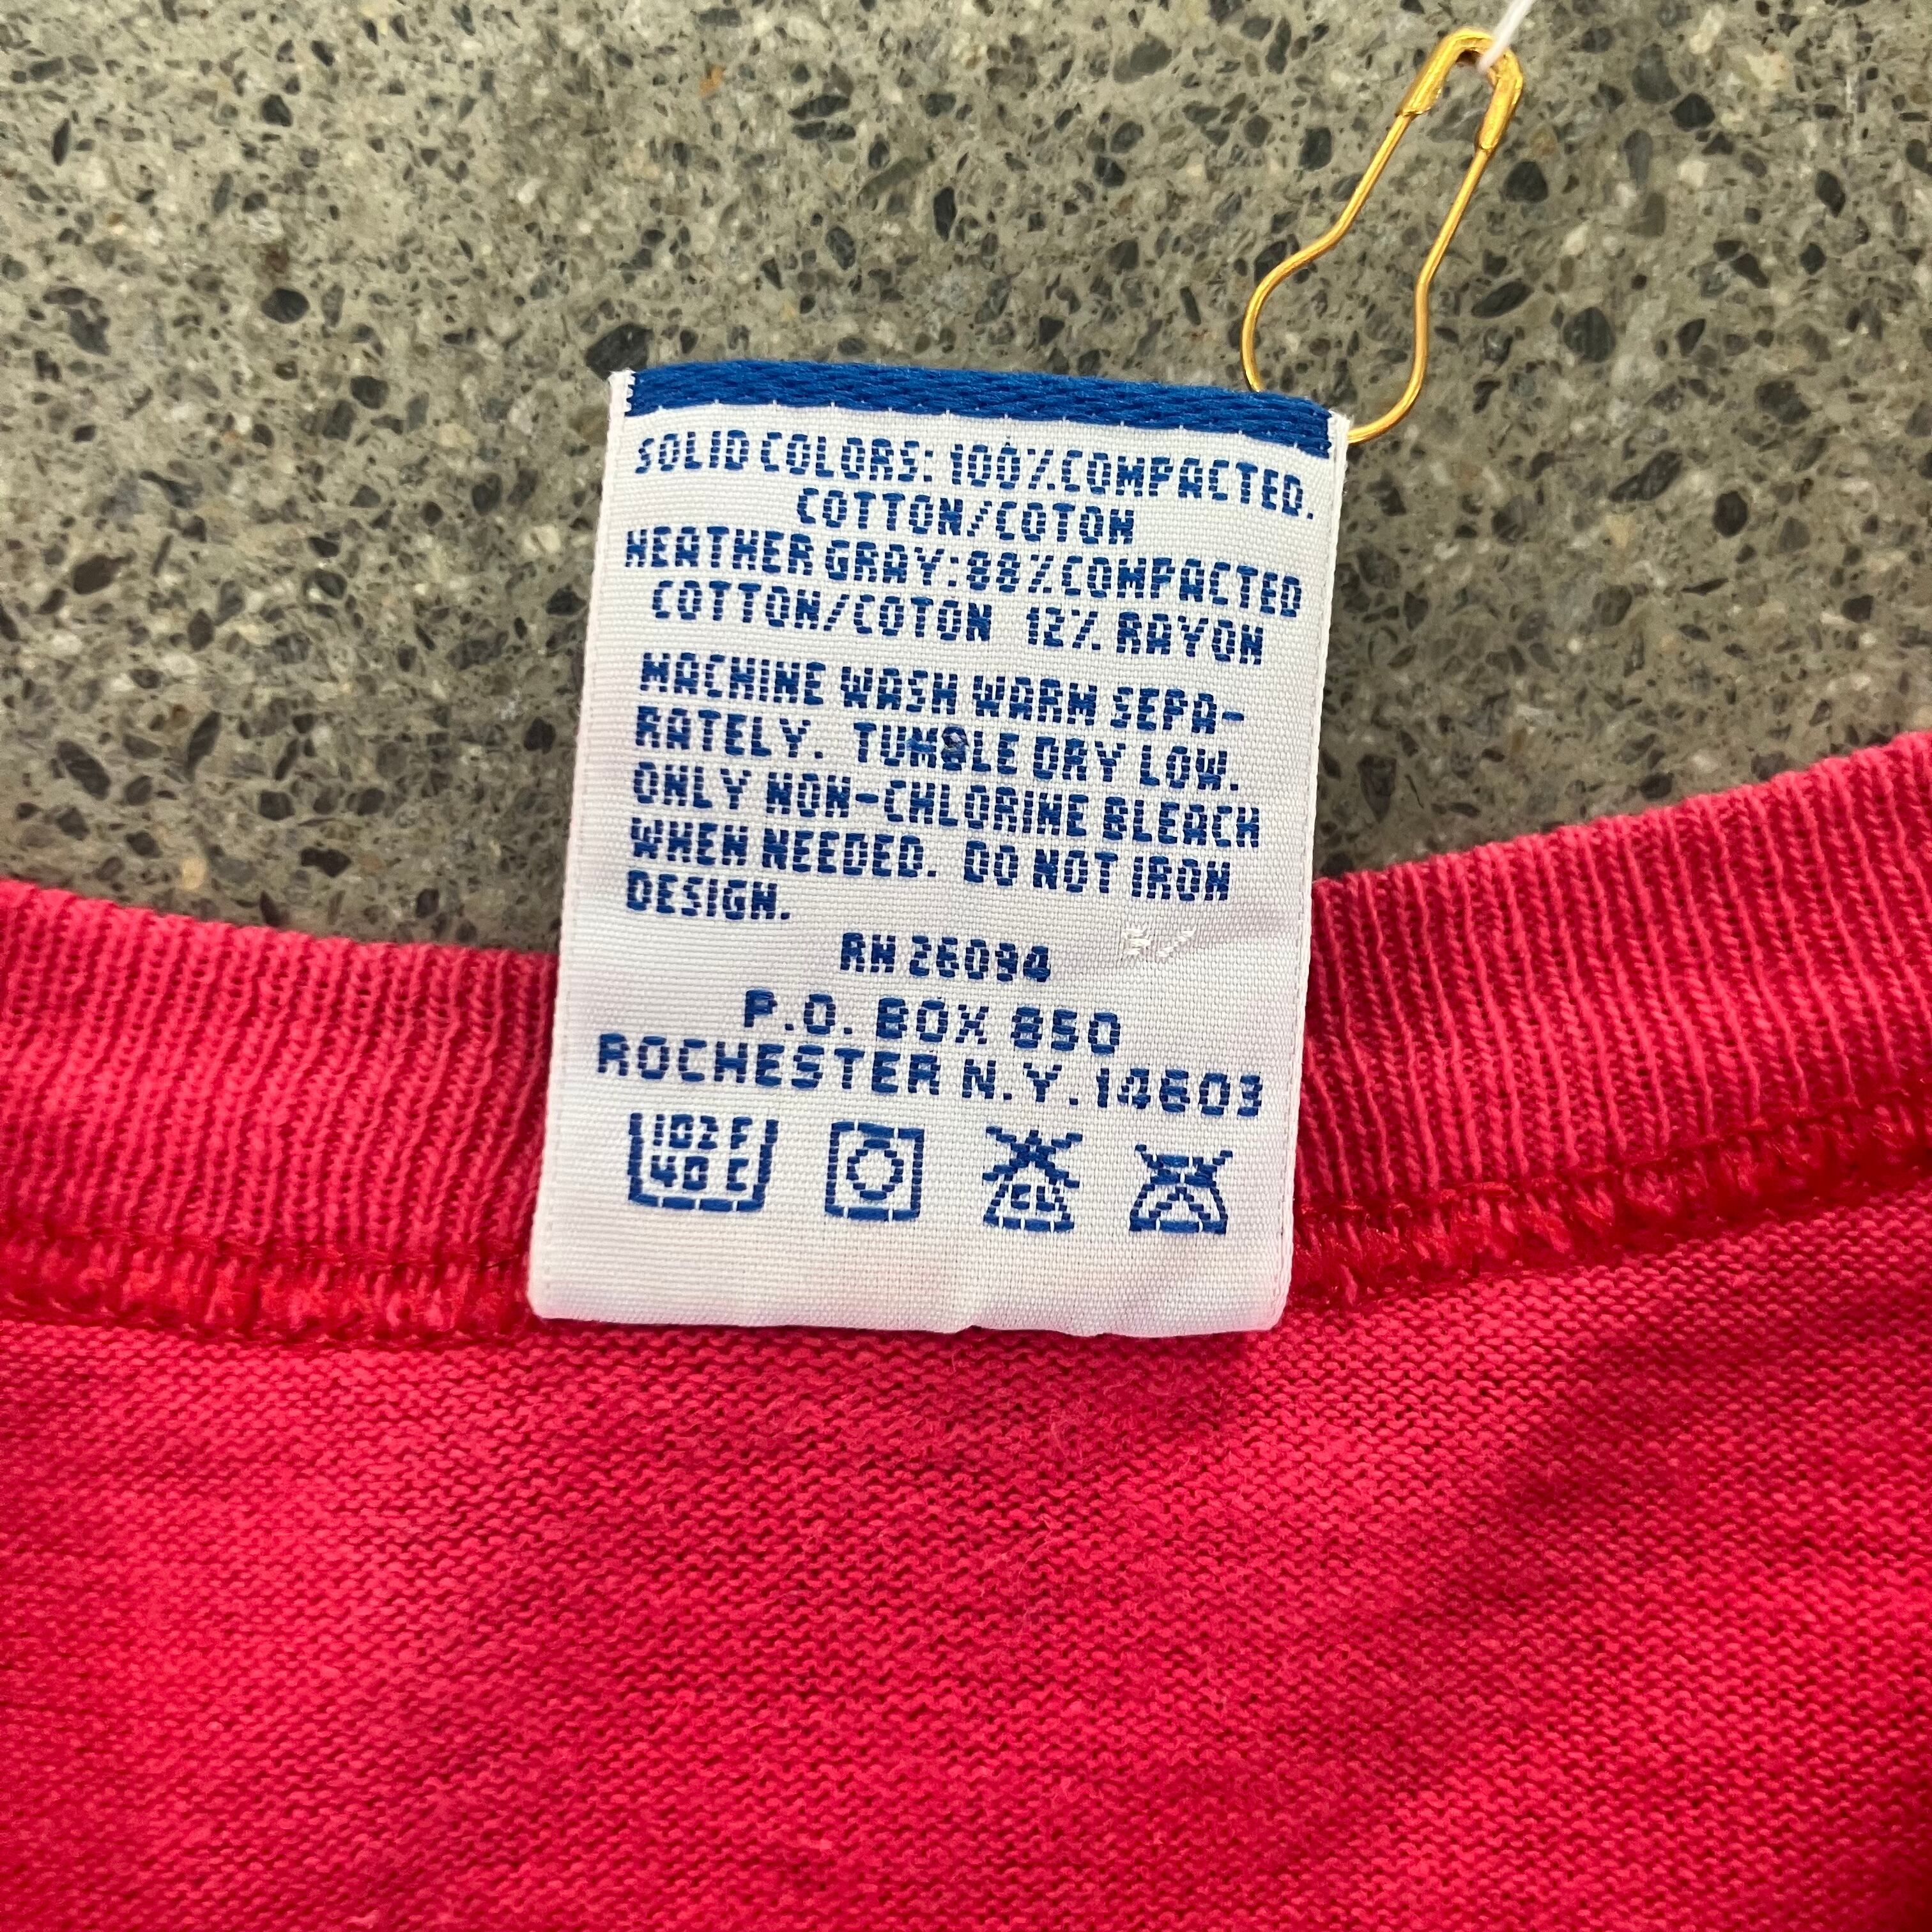 SOLID COLORS: 100% COMPACTED.
COTTON/COTON
HEATHER GRAY: 88% COMPACTED
COTTON/COTON 12% RAYON
MACHINE WASH WARM SEPA-
RATELY. TUMBLE DRY LOW.
ONLY NON-CHLORINE BLEACH
WHEN NEEDED. DO NOT IRON
DESIGN.
RN 26094
P.O. BOX 850
ROCHESTER N.Y. 14603
102 F
40 C
CL